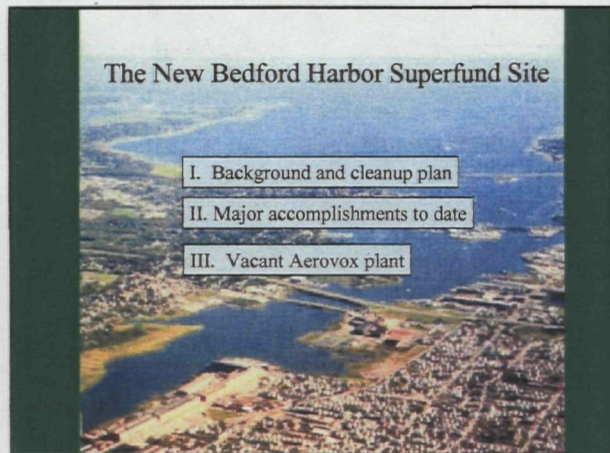 The New Bedford Harbor Superfund Site
I. Background and cleanup plan
II. Major accomplishments to date
III. Vacant Aerovox plant